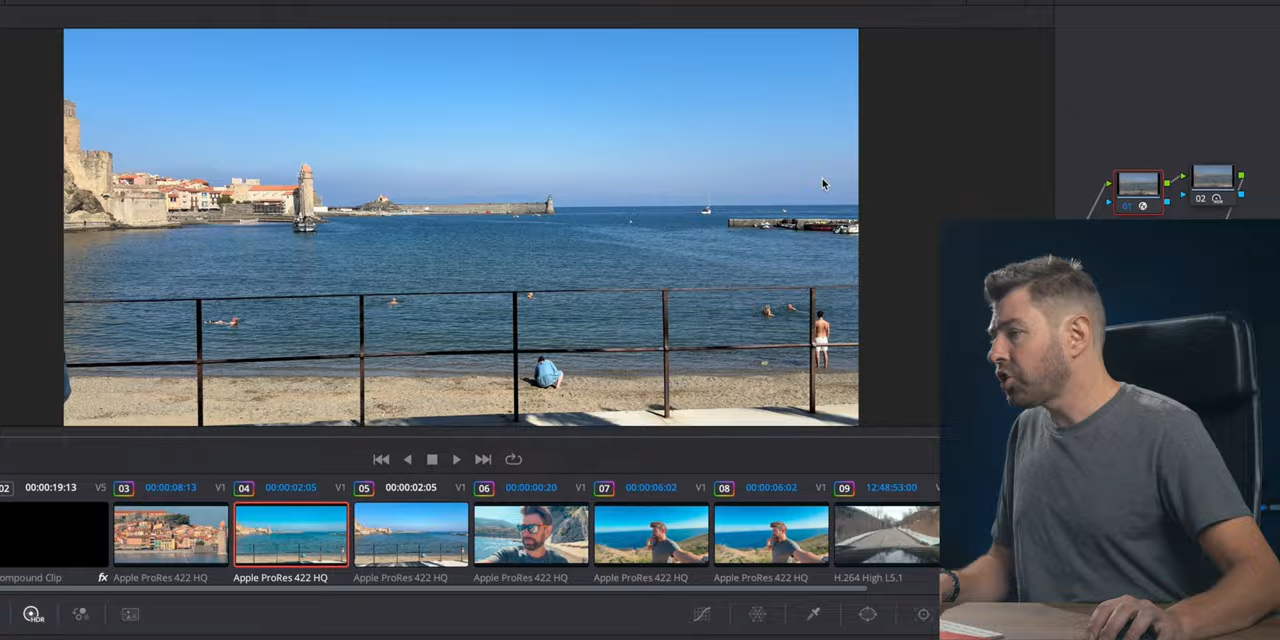 01
02
02 00:00:19:13 V5 03 00:00:08:13 V1 04 00:00:02:05 V1 05 00:00:02:05 V1 06 00:00:00:20 V1 07 00:00:06:02 V1 08 00:00:06:02 V1 09 12:48:53:00
ompound Clip fx Apple ProRes 422 HQ Apple ProRes 422 HQ Apple ProRes 422 HQ Apple ProRes 422 HQ Apple ProRes 422 HQ Apple ProRes 422 HQ H.264 High L5.1
HDR